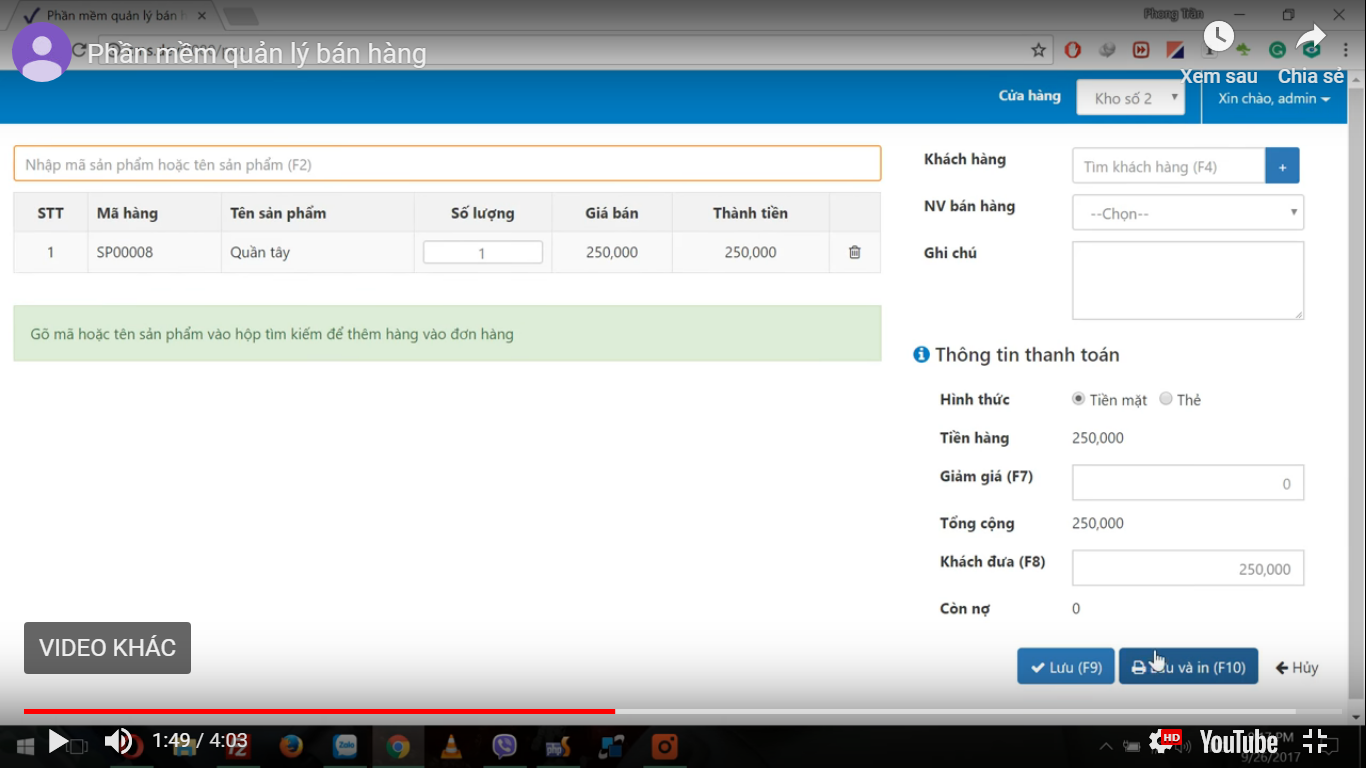 Phần mềm quản lý bán h
Phong Trần
Phần mềm quản lý bán hàng
Xem sau
Chia sẻ
Cửa hàng
Kho số 2
Xin chào, admin
Nhập mã sản phẩm hoặc tên sản phẩm (F2)
STT Mã hàng Tên sản phẩm Số lượng Giá bán Thành tiền
1 SP00008 Quần tây 1 250,000 250,000
Gõ mã hoặc tên sản phẩm vào hộp tìm kiếm để thêm hàng vào đơn hàng
Khách hàng Tìm khách hàng (F4) +
NV bán hàng --Chọn--
Ghi chú
Thông tin thanh toán
Hình thức Tiền mặt Thẻ
Tiền hàng 250,000
Giảm giá (F7) 0
Tổng cộng 250,000
Khách đưa (F8) 250,000
Còn nợ 0
Lưu (F9) Lưu và in (F10) Hủy
VIDEO KHÁC
1:49 / 4:03
Zalo
HD
YouTube
PM
9/26/2017